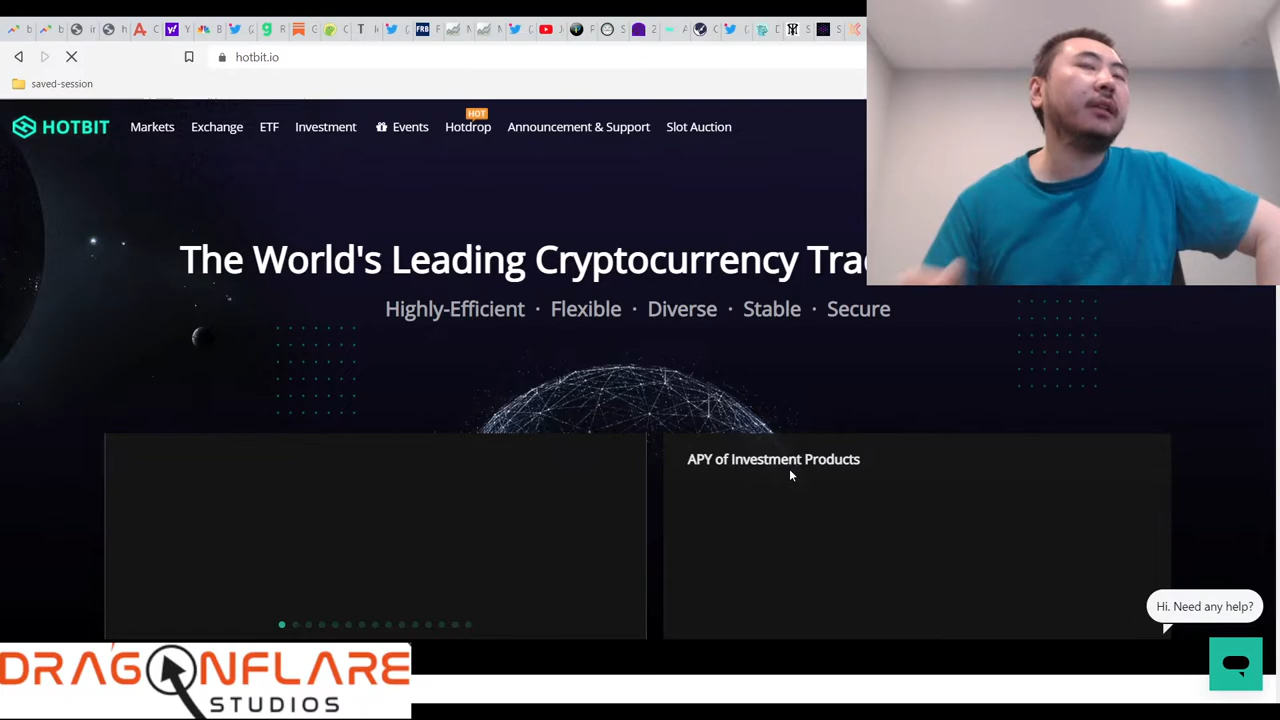 hotbit.io
saved-session
HOTBIT
Markets
Exchange
ETF
Investment
Events
HOT
Hotdrop
Announcement & Support
Slot Auction
The World's Leading Cryptocurrency
Highly-Efficient · Flexible · Diverse · Stable · Secure
APY of Investment Products
Hi. Need any help?
DRAGONFLARE
STUDIOS